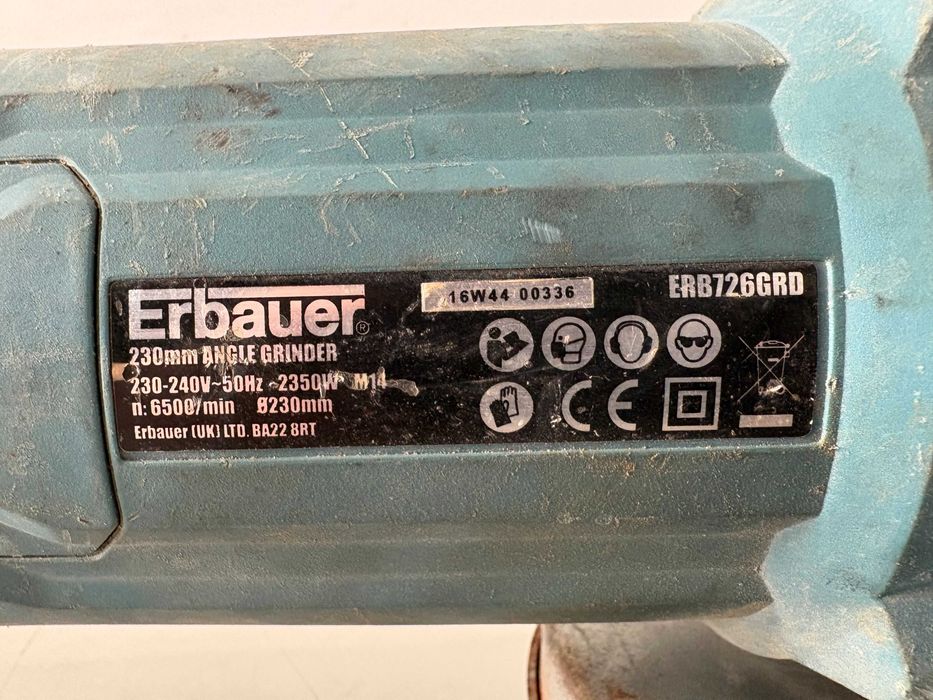 Erbauer®
16W44 00336
ERB726GRD
230mm ANGLE GRINDER
230-240V~50Hz ~2350W M14
n: 6500/min Ø230mm
Erbauer (UK) LTD. BA22 8RT
CE